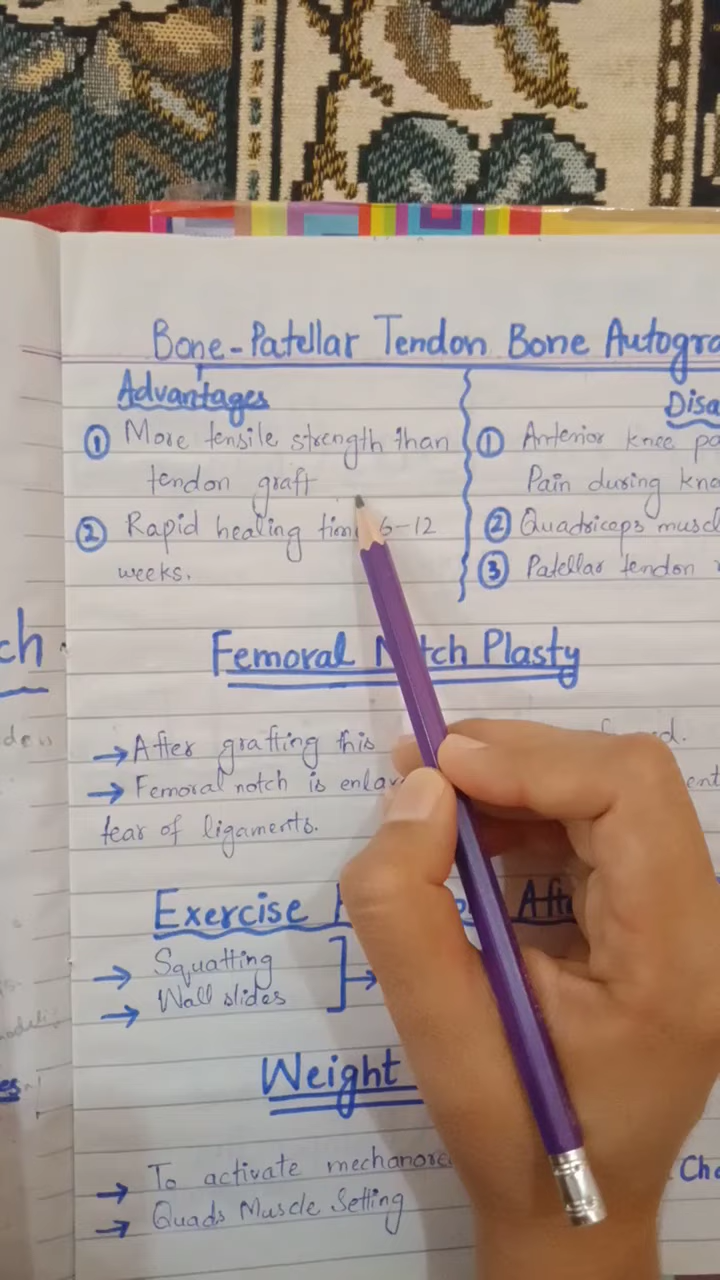 Bone-Patellar Tendon Bone Autogra
Advantages
Disa
① More tensile strength than
tendon graft
② Rapid healing time 6-12
weeks.
① Anterior knee pa
Pain during kne
② Quadriceps muscl
③ Patellar tendon
ch
Femoral Notch Plasty
→ After grafting this
→ Femoral notch is enlar
tear of ligaments.
Exercise
Afte
→ Squatting
→ Wall slides
Weight
→ To activate mechanore
Cha
→ Quads Muscle Setting